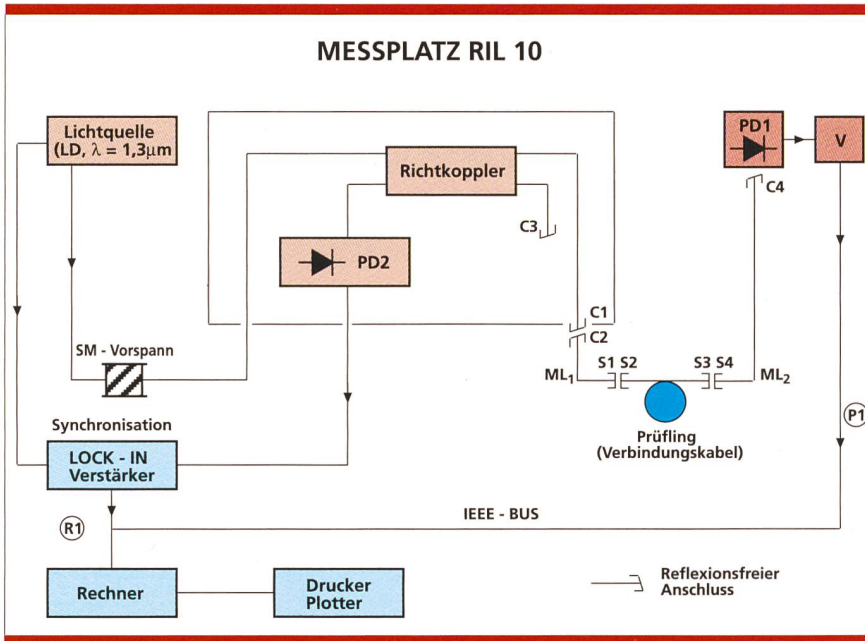 MESSPLATZ RIL 10
Lichtquelle
(LD, λ = 1,3µm
Richtkoppler
PD1
V
C4
C3
PD2
C1
C2
SM - Vorspann
ML1
S1 S2
S3 S4
ML2
Prüfling
(Verbindungskabel)
P1
Synchronisation
LOCK - IN
Verstärker
R1
IEEE - BUS
Rechner
Drucker
Plotter
Reflexionsfreier
Anschluss